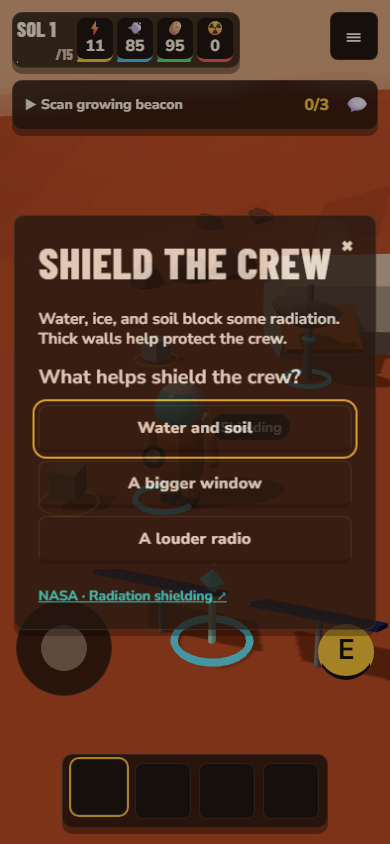 SOL 1
/15
11
85
95
0
Scan growing beacon
0/3
SHIELD THE CREW
Water, ice, and soil block some radiation.
Thick walls help protect the crew.
What helps shield the crew?
Water and soil
A bigger window
A louder radio
NASA · Radiation shielding ↗
E